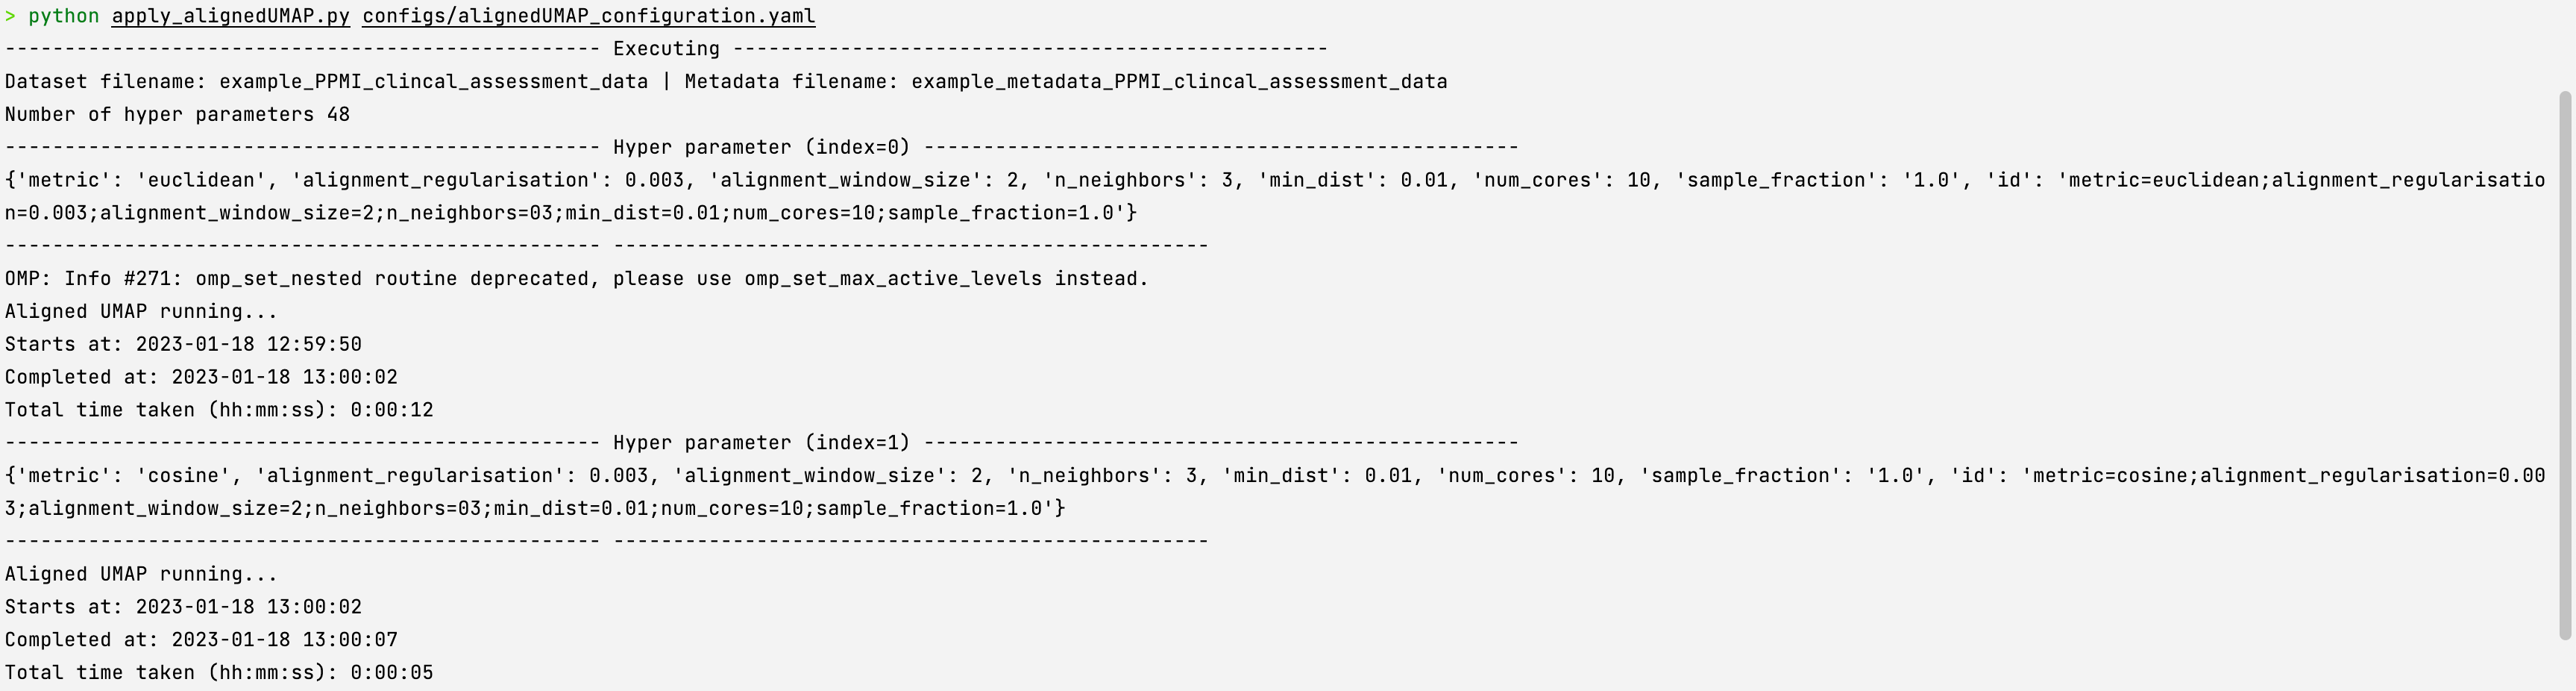 > python apply_alignedUMAP.py configs/alignedUMAP_configuration.yaml
-------------------------------------------------- Executing --------------------------------------------------
Dataset filename: example_PPMI_clincal_assessment_data | Metadata filename: example_metadata_PPMI_clincal_assessment_data
Number of hyper parameters 48
-------------------------------------------------- Hyper parameter (index=0) --------------------------------------------------
{'metric': 'euclidean', 'alignment_regularisation': 0.003, 'alignment_window_size': 2, 'n_neighbors': 3, 'min_dist': 0.01, 'num_cores': 10, 'sample_fraction': '1.0', 'id': 'metric=euclidean;alignment_regularisatio
n=0.003;alignment_window_size=2;n_neighbors=03;min_dist=0.01;num_cores=10;sample_fraction=1.0'}
-------------------------------------------------- --------------------------------------------------
OMP: Info #271: omp_set_nested routine deprecated, please use omp_set_max_active_levels instead.
Aligned UMAP running...
Starts at: 2023-01-18 12:59:50
Completed at: 2023-01-18 13:00:02
Total time taken (hh:mm:ss): 0:00:12
-------------------------------------------------- Hyper parameter (index=1) --------------------------------------------------
{'metric': 'cosine', 'alignment_regularisation': 0.003, 'alignment_window_size': 2, 'n_neighbors': 3, 'min_dist': 0.01, 'num_cores': 10, 'sample_fraction': '1.0', 'id': 'metric=cosine;alignment_regularisation=0.00
3;alignment_window_size=2;n_neighbors=03;min_dist=0.01;num_cores=10;sample_fraction=1.0'}
-------------------------------------------------- --------------------------------------------------
Aligned UMAP running...
Starts at: 2023-01-18 13:00:02
Completed at: 2023-01-18 13:00:07
Total time taken (hh:mm:ss): 0:00:05